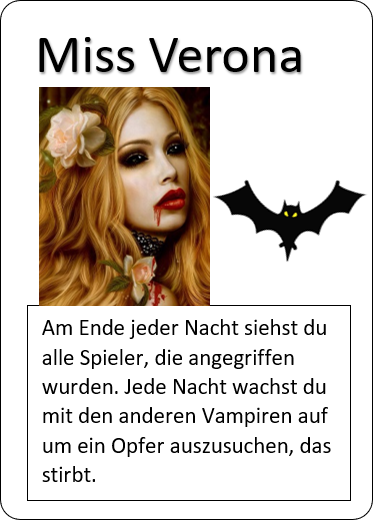 Miss Verona
Am Ende jeder Nacht siehst du
alle Spieler, die angegriffen
wurden. Jede Nacht wachst du
mit den anderen Vampiren auf
um ein Opfer auszusuchen, das
stirbt.